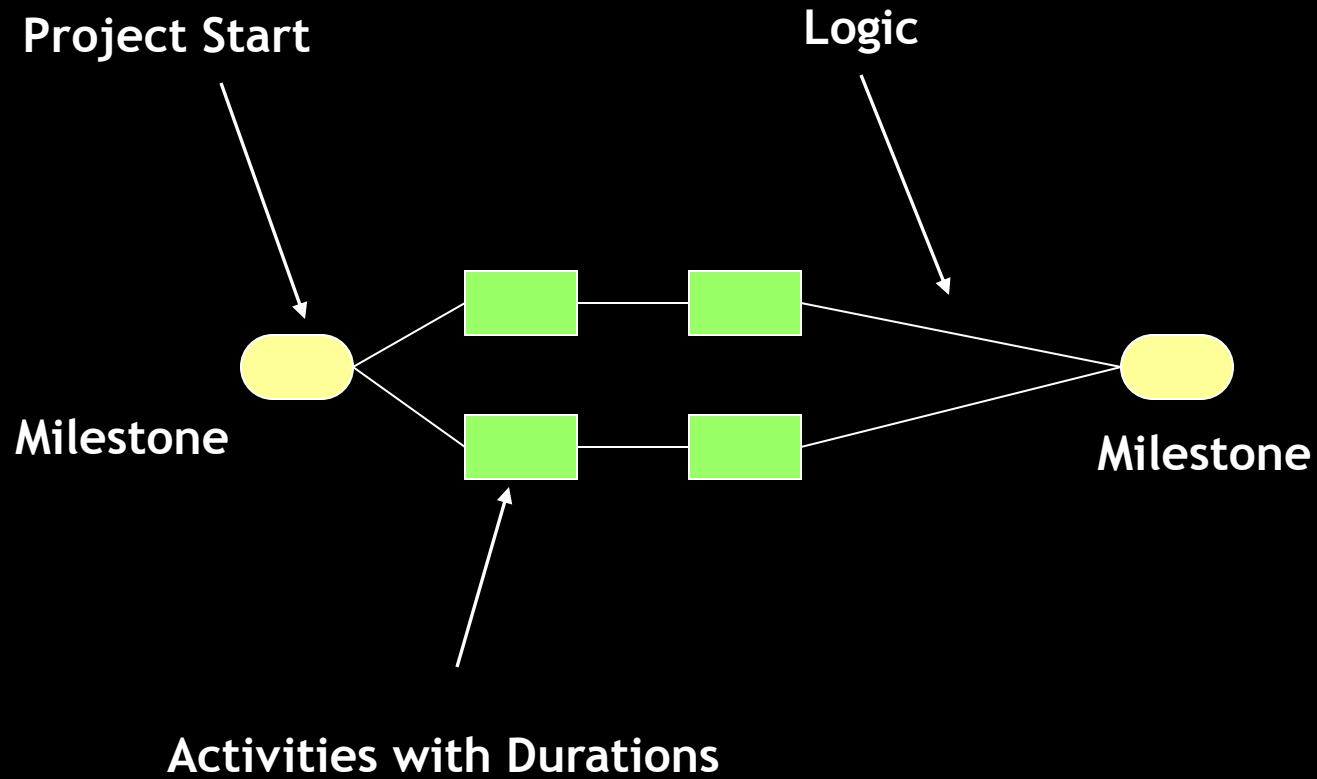 Project Start
Logic
Milestone
Milestone
Activities with Durations